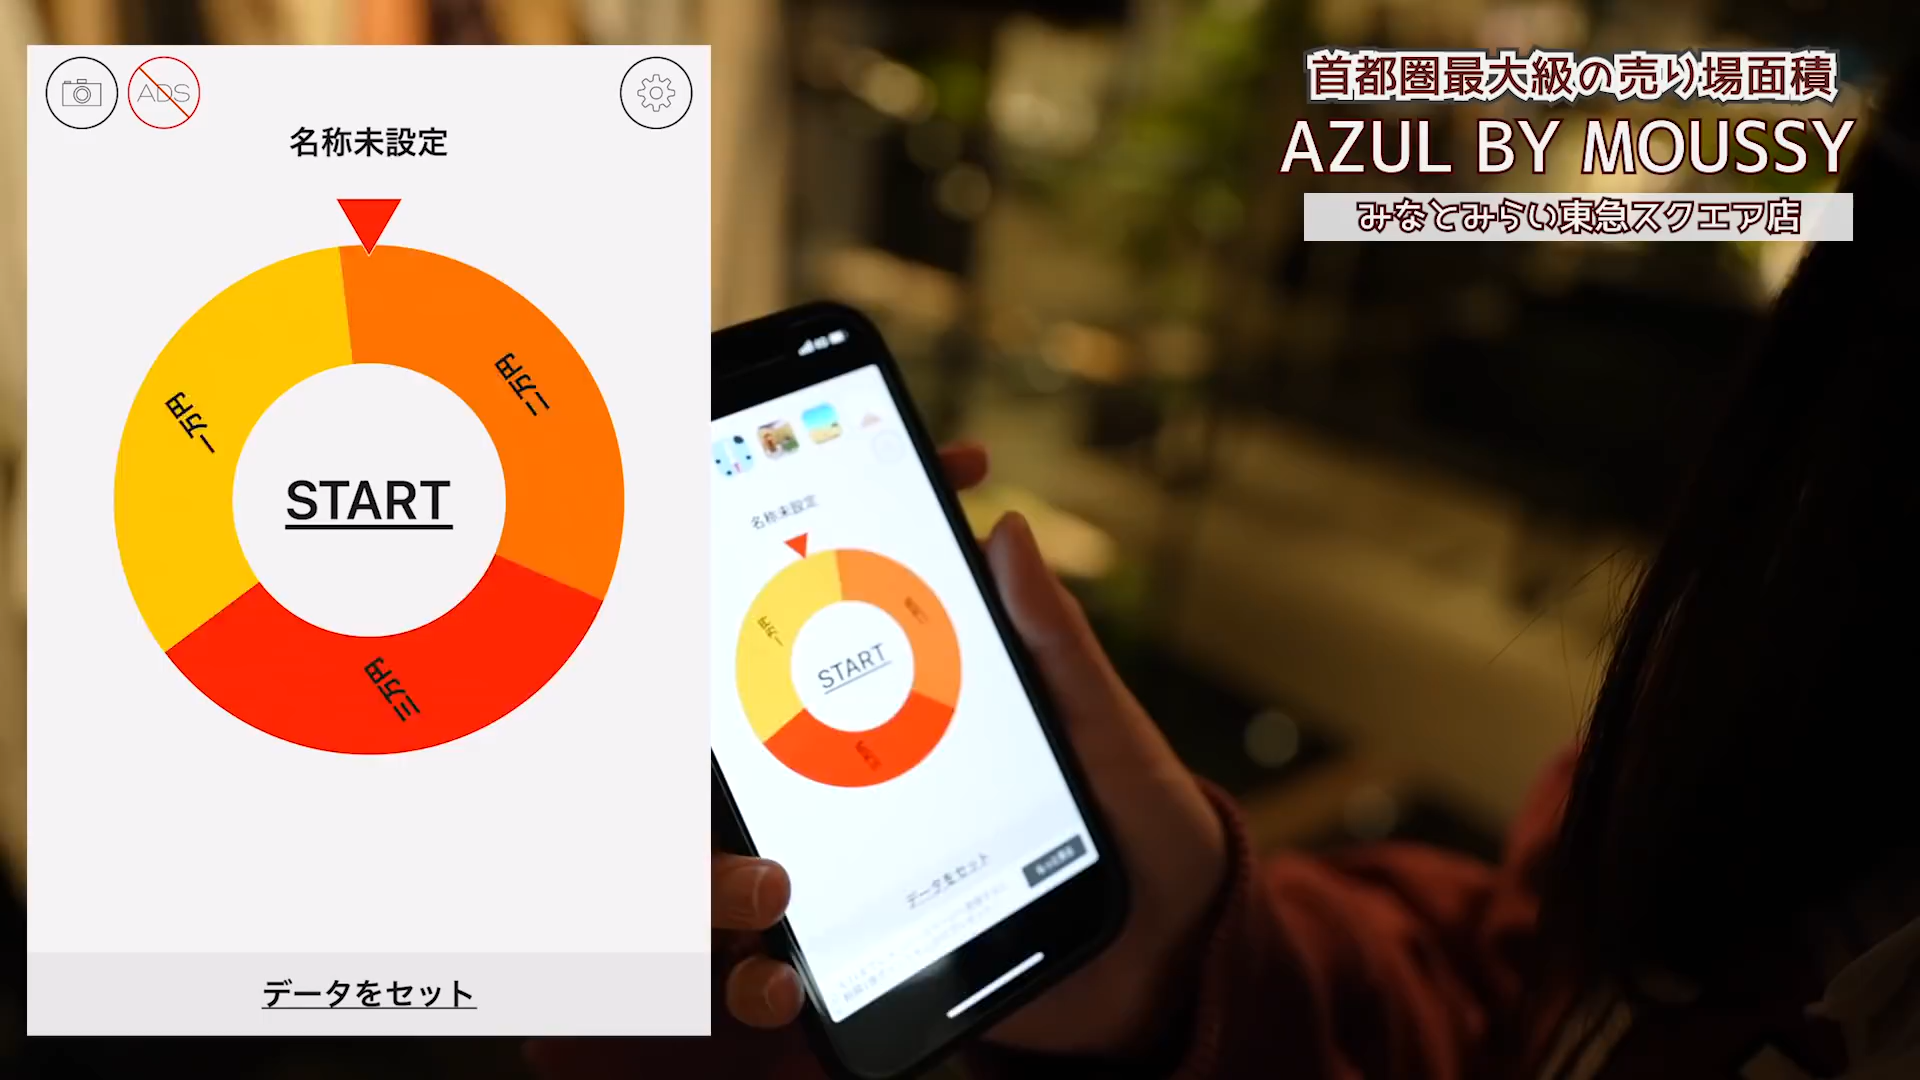 ADS
名称未設定
一万円
二万円
START
三万円
データをセット
首都圏最大級の売り場面積
AZUL BY MOUSSY
みなとみらい東急スクエア店
名称未設定
一万円
START
データをセット